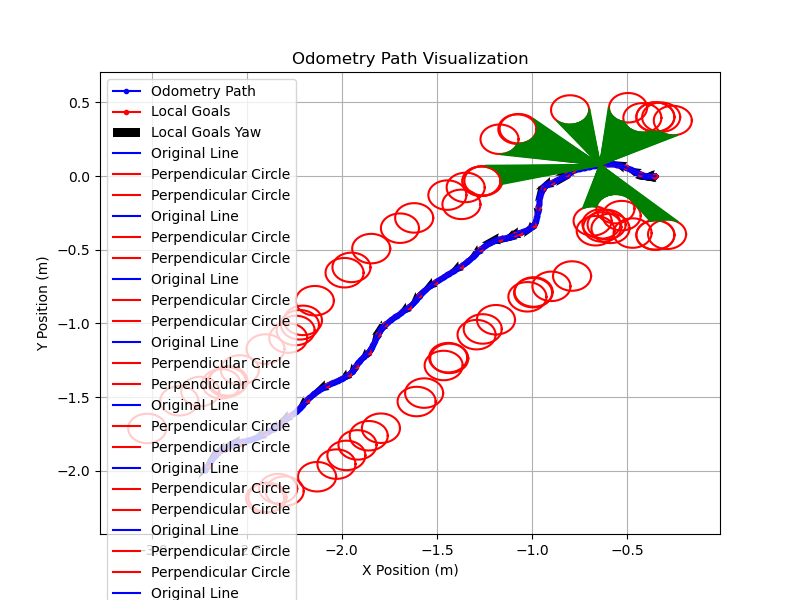 Odometry Path Visualization
Odometry Path
Local Goals
Local Goals Yaw
Original Line
Perpendicular Circle
Perpendicular Circle
Original Line
Perpendicular Circle
Perpendicular Circle
Original Line
Perpendicular Circle
Perpendicular Circle
Original Line
Perpendicular Circle
Perpendicular Circle
Original Line
Perpendicular Circle
Perpendicular Circle
Original Line
Perpendicular Circle
Perpendicular Circle
Original Line
Perpendicular Circle
Perpendicular Circle
Original Line
0.5
0.0
−0.5
−1.0
−1.5
−2.0
Y Position (m)
−2.0 −1.5 −1.0 −0.5
X Position (m)